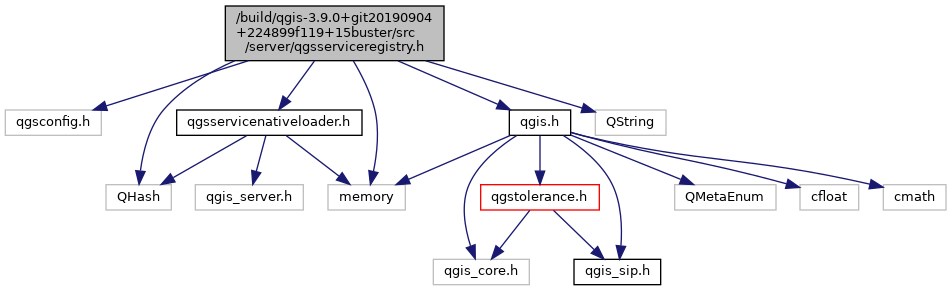 /build/qgis-3.9.0+git20190904
+224899f119+15buster/src
/server/qgsserviceregistry.h
qgsconfig.h
qgsservicenativeloader.h
qgis.h
QString
QHash
qgis_server.h
memory
qgstolerance.h
QMetaEnum
cfloat
cmath
qgis_core.h
qgis_sip.h